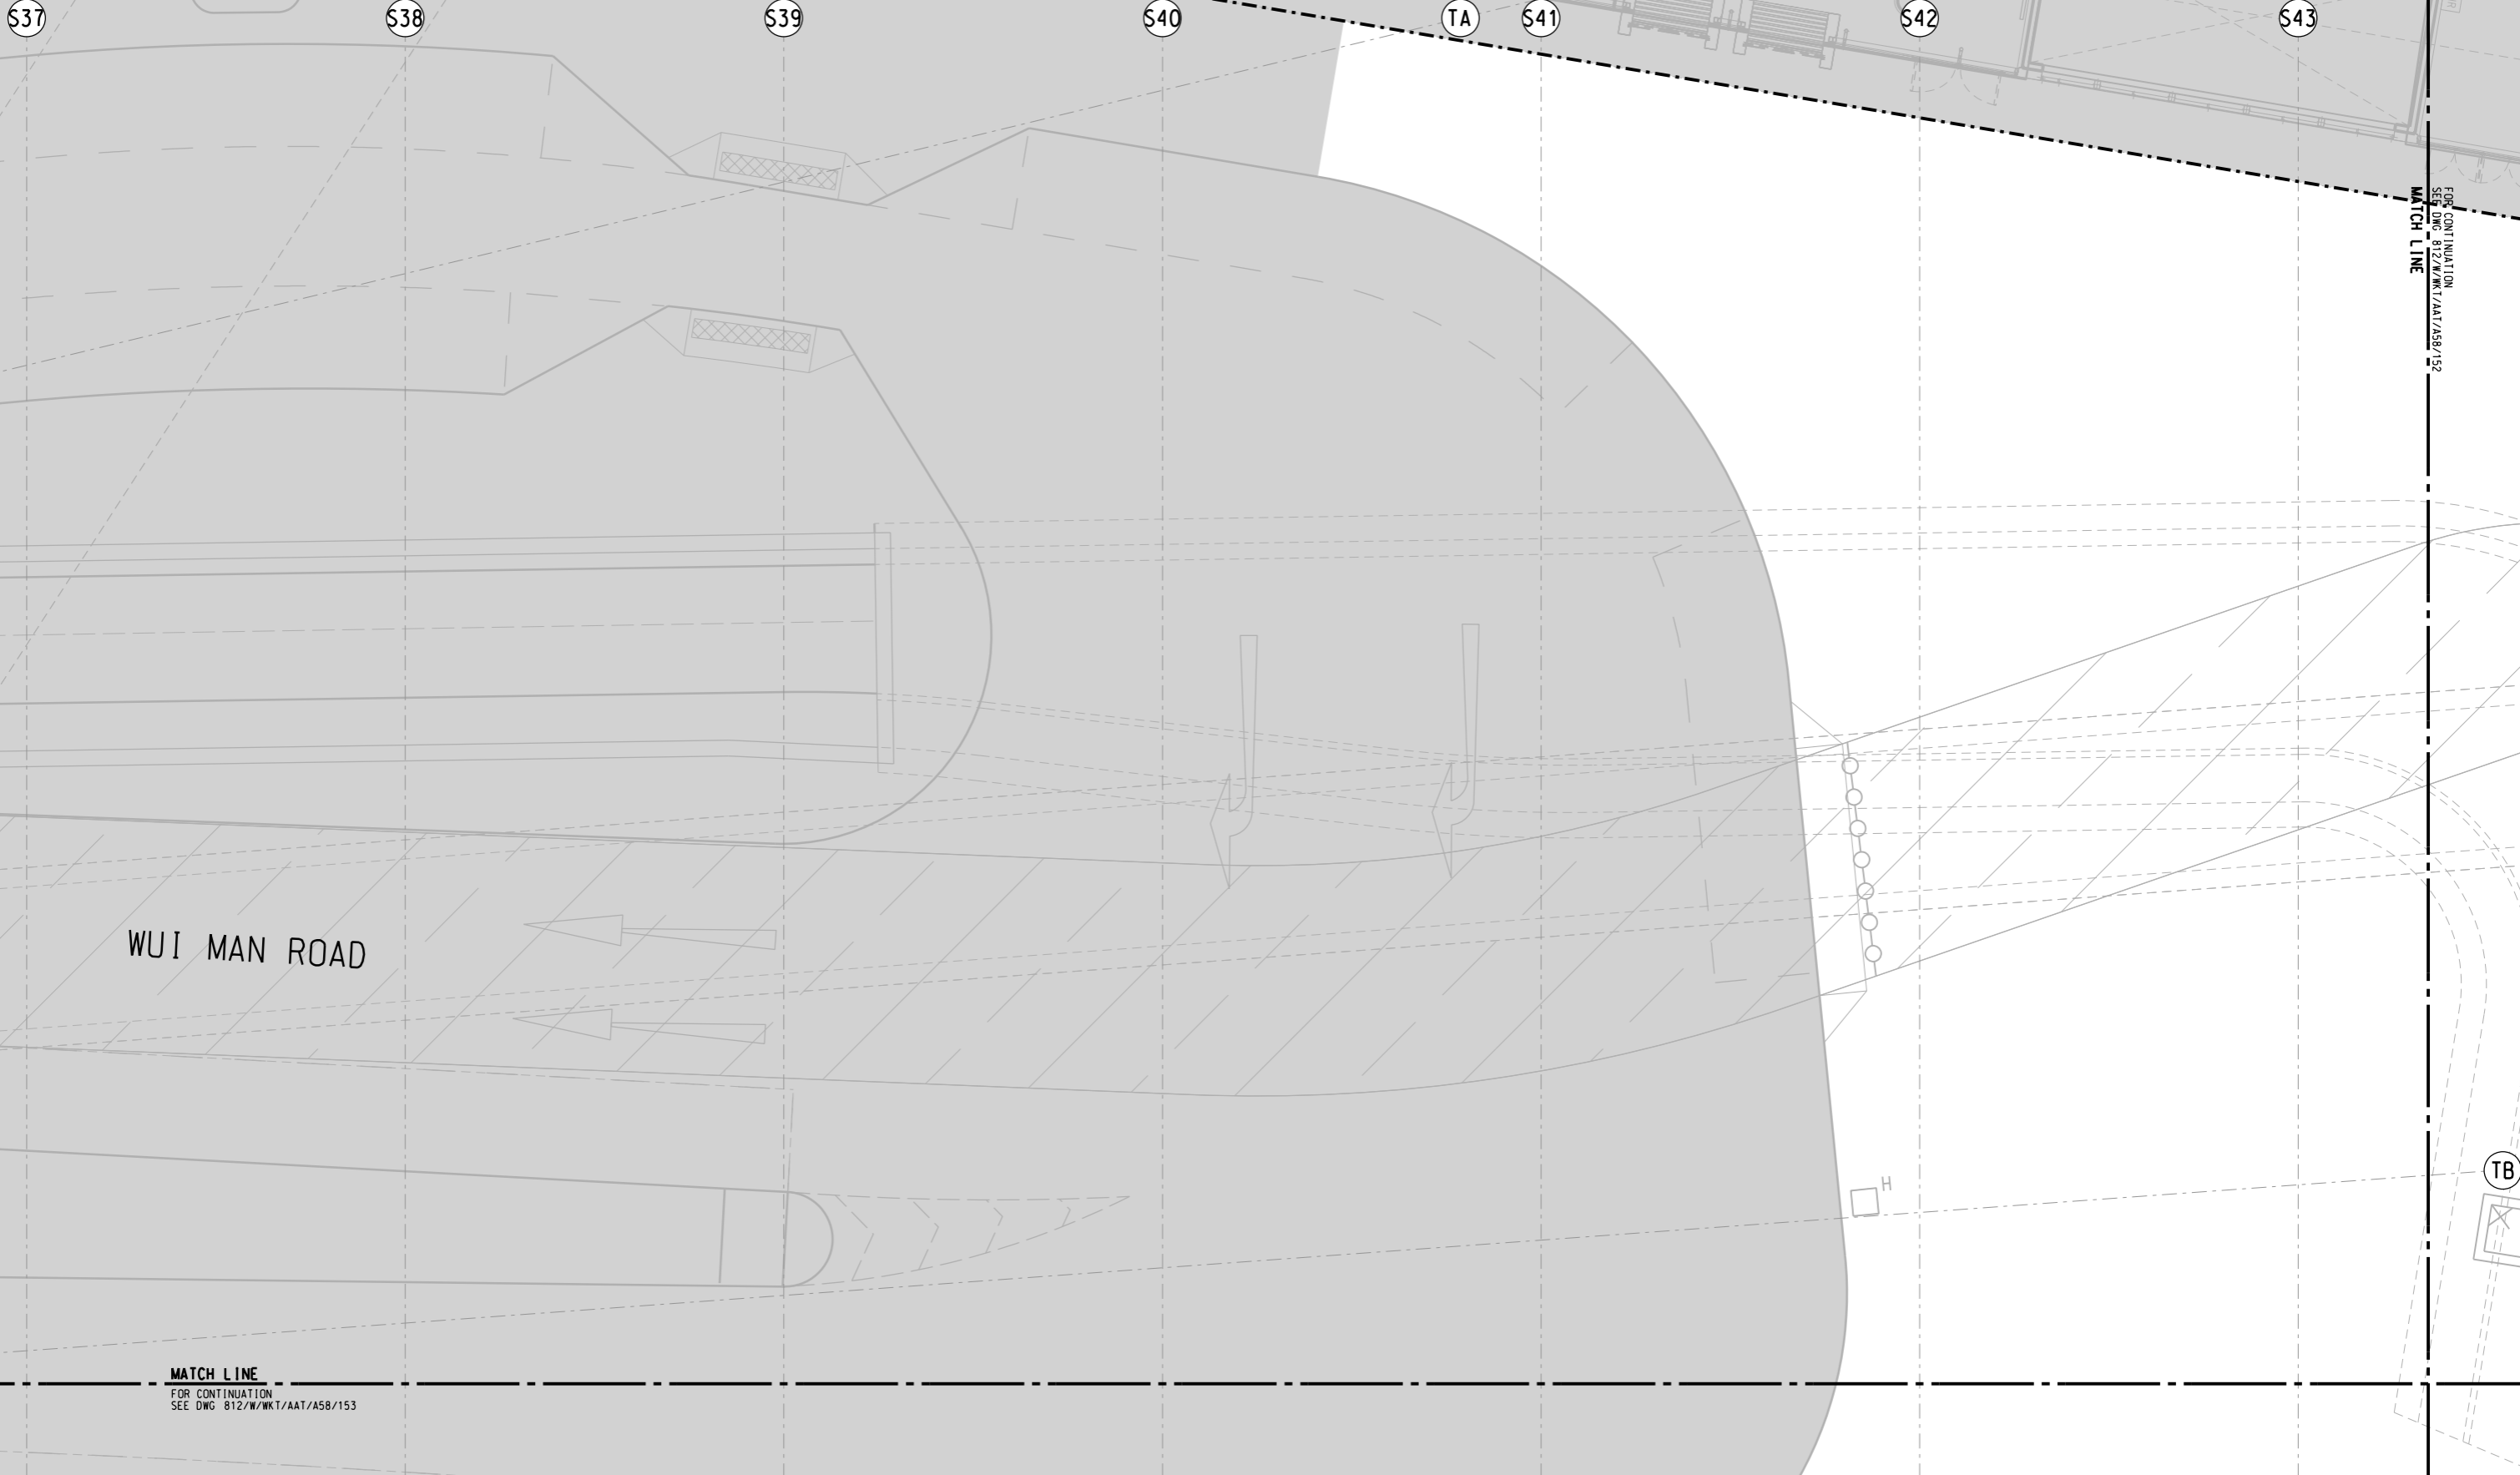 S37 S38 S39 S40 TA S41 S42 S43
MATCH LINE
FOR CONTINUATION
SEE DWG 812/W/WKT/AAT/A58/152
WUI MAN ROAD
H
TB
MATCH LINE
FOR CONTINUATION
SEE DWG 812/W/WKT/AAT/A58/153